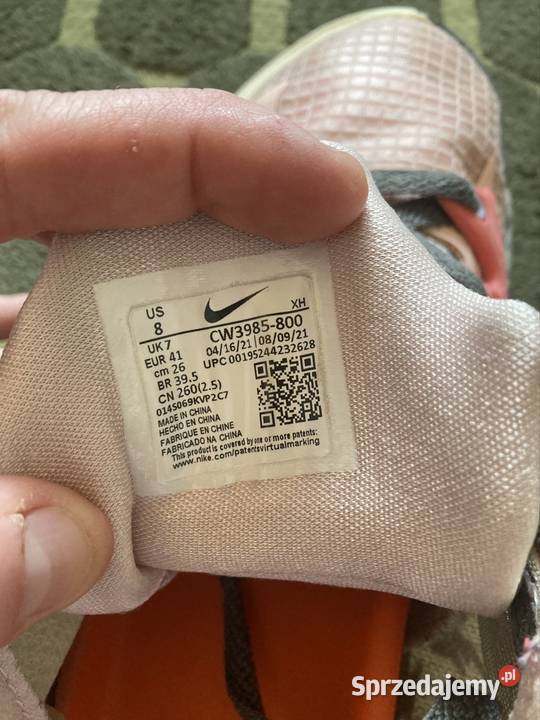 US
8
XH
UK 7
EUR 41
cm 26
BR 39.5
CN 260(2.5)
CW3985-800
04/16/21 | 08/09/21
UPC 00195244232628
014S069KVP2C7
MADE IN CHINA
HECHO EN CHINA
FABRIQUE EN CHINE
FABRICADO NA CHINA
This product is covered by one or more patents:
www.nike.com/patentsvirtualmarking
Sprzedajemy.pl